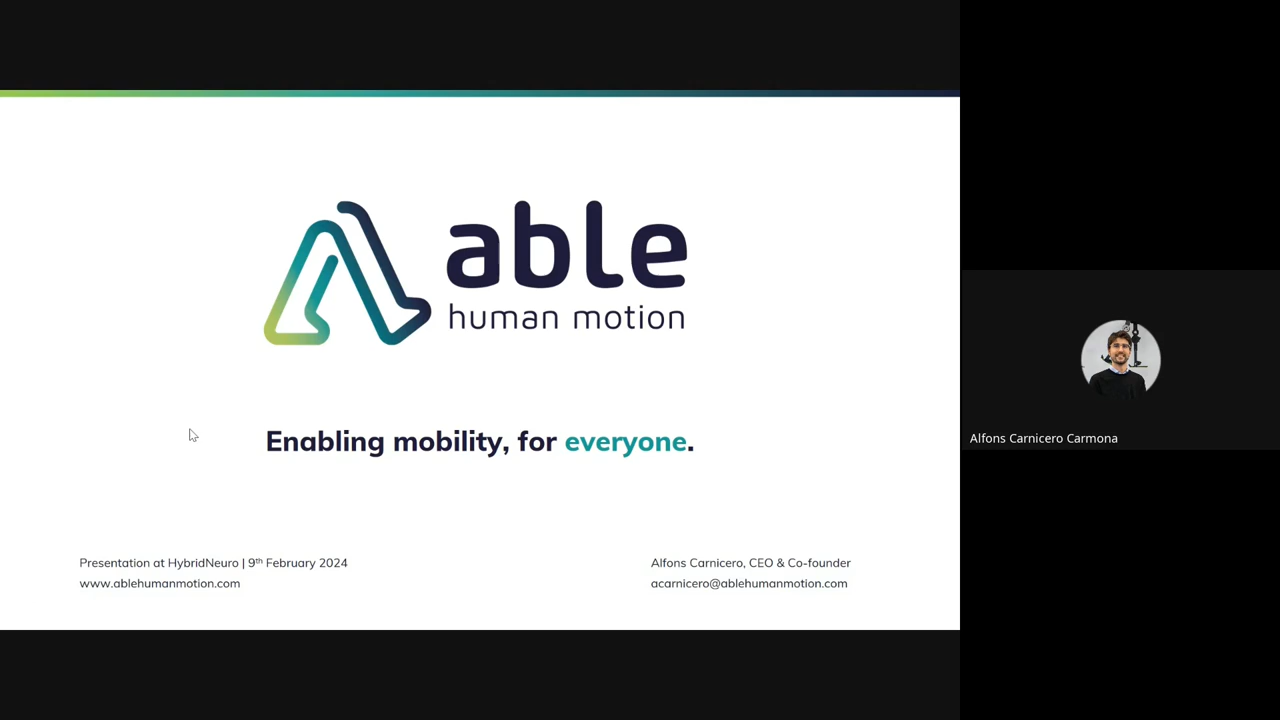 able
human motion
Enabling mobility, for everyone.
Presentation at HybridNeuro | 9th February 2024
www.ablehumanmotion.com
Alfons Carnicero, CEO & Co-founder
acarnicero@ablehumanmotion.com
Alfons Carnicero Carmona